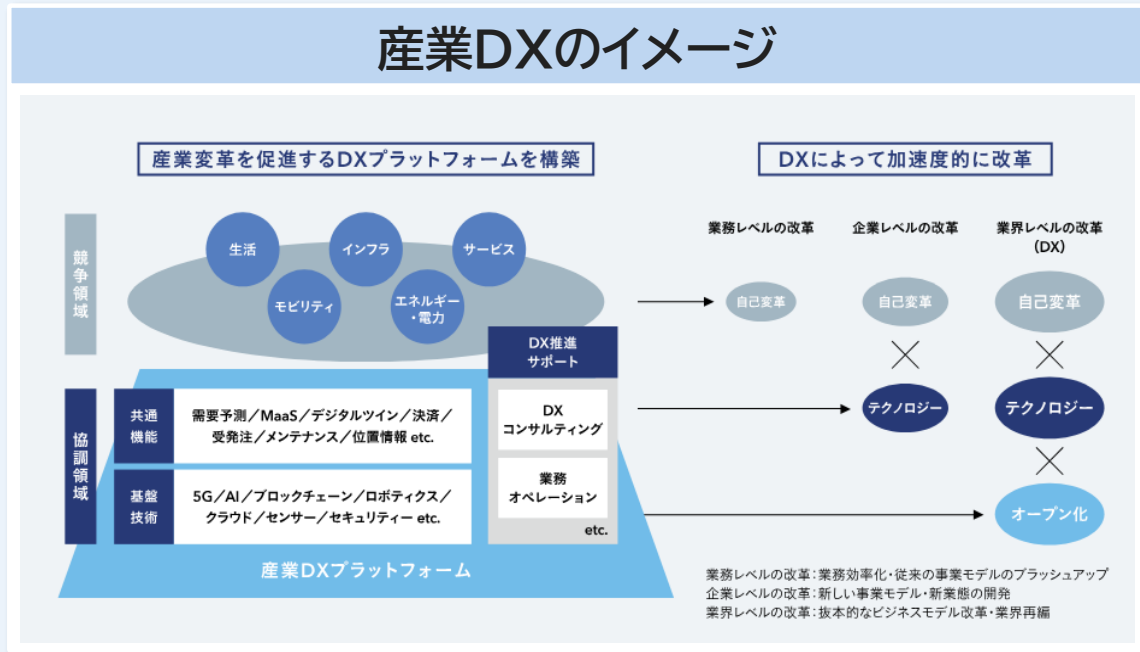 産業DXのイメージ
産業変革を促進するDXプラットフォームを構築
競争領域
生活
インフラ
サービス
モビリティ
エネルギー
・電力
DX推進
サポート
協調領域
共通
機能
需要予測／MaaS／デジタルツイン／決済／
受発注／メンテナンス／位置情報 etc.
基盤
技術
5G／AI／ブロックチェーン／ロボティクス／
クラウド／センサー／セキュリティー etc.
DX
コンサルティング
業務
オペレーション
etc.
産業DXプラットフォーム
DXによって加速度的に改革
業務レベルの改革
企業レベルの改革
業界レベルの改革
（DX）
自己変革
自己変革
自己変革
テクノロジー
テクノロジー
オープン化
業務レベルの改革：業務効率化・従来の事業モデルのブラッシュアップ
企業レベルの改革：新しい事業モデル・新業態の開発
業界レベルの改革：抜本的なビジネスモデル改革・業界再編